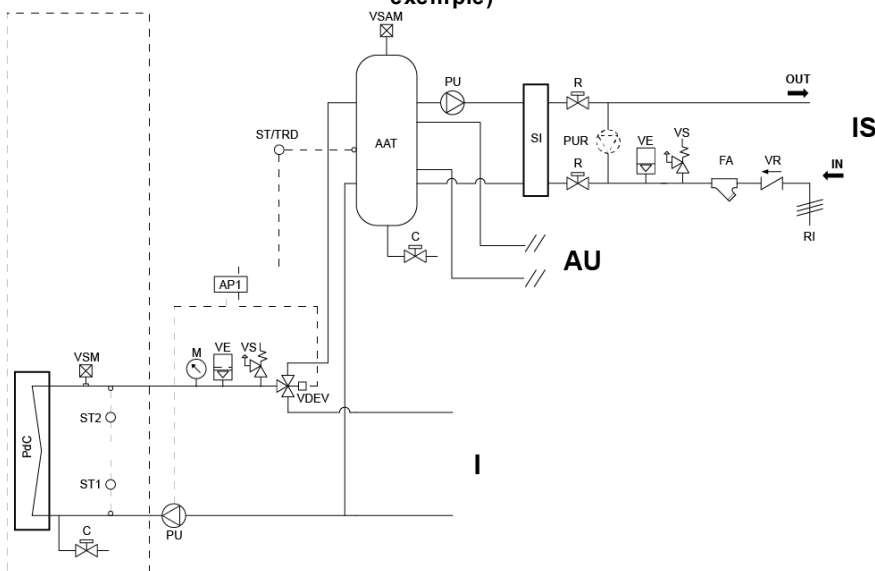 exemple)
VSAM
PU
R
OUT
ST/TRD
AAT
SI
PUR
VE
VS
IS
FA
VR
IN
R
RI
C
AU
AP1
VSM
M
VE
VS
VDEV
ST2
PdC
I
ST1
C
PU